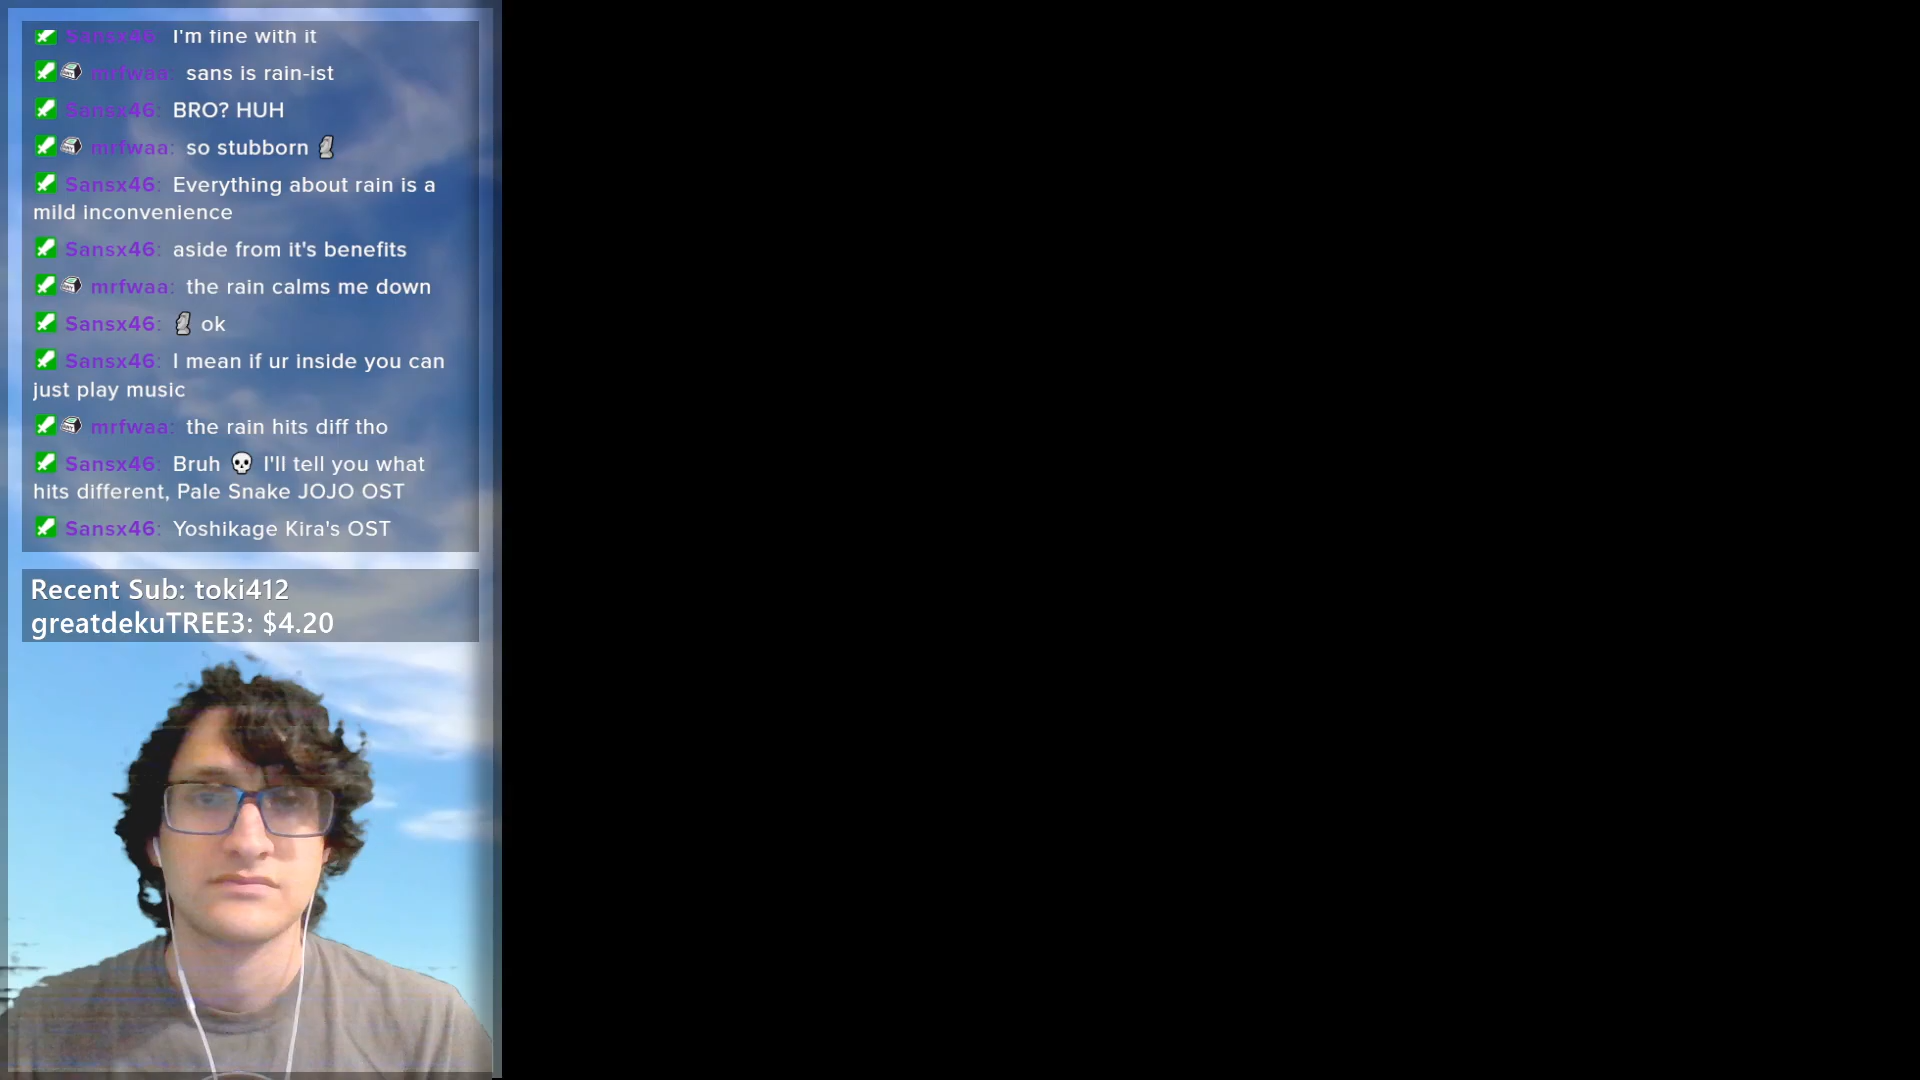 Sansx46: I'm fine with it
mrfwaa: sans is rain-ist
Sansx46: BRO? HUH
mrfwaa: so stubborn 🗿
Sansx46: Everything about rain is a
mild inconvenience
Sansx46: aside from it's benefits
mrfwaa: the rain calms me down
Sansx46: 🗿 ok
Sansx46: I mean if ur inside you can
just play music
mrfwaa: the rain hits diff tho
Sansx46: Bruh 💀 I'll tell you what
hits different, Pale Snake JOJO OST
Sansx46: Yoshikage Kira's OST
Recent Sub: toki412
greatdekuTREE3: $4.20